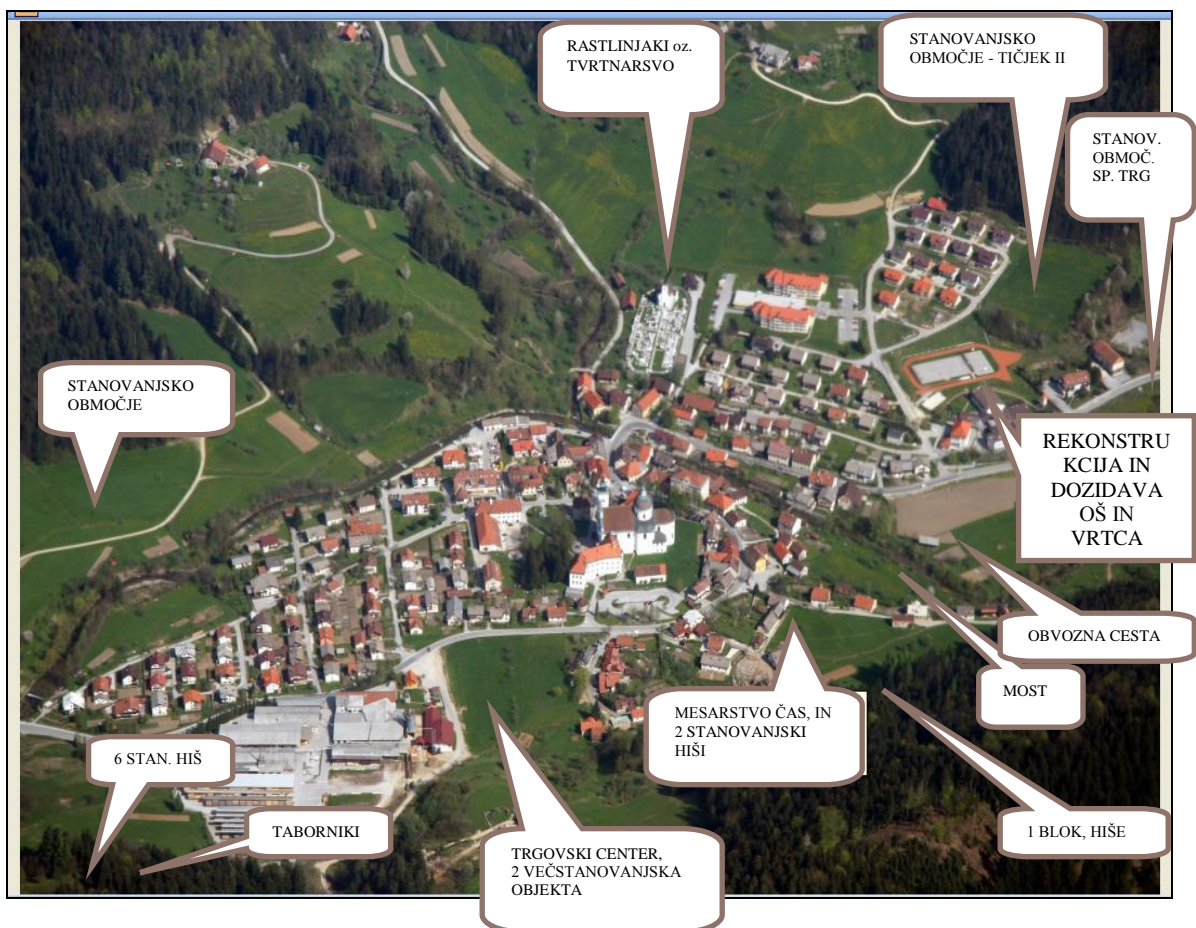 RASTLINJAKI oz.
TVRTNARSVO
STANOVANJSKO
OBMOČJE - TIČJEK II
STANOV.
OBMOČ.
SP. TRG
STANOVANJSKO
OBMOČJE
REKONSTRU
KCIJA IN
DOZIDAVA
OŠ IN
VRTCA
OBVOZNA CESTA
MOST
MESARSTVO ČAS, IN
2 STANOVANJSKI
HIŠI
6 STAN. HIŠ
TABORNIKI
TRGOVSKI CENTER,
2 VEČSTANOVANJSKA
OBJEKTA
1 BLOK, HIŠE